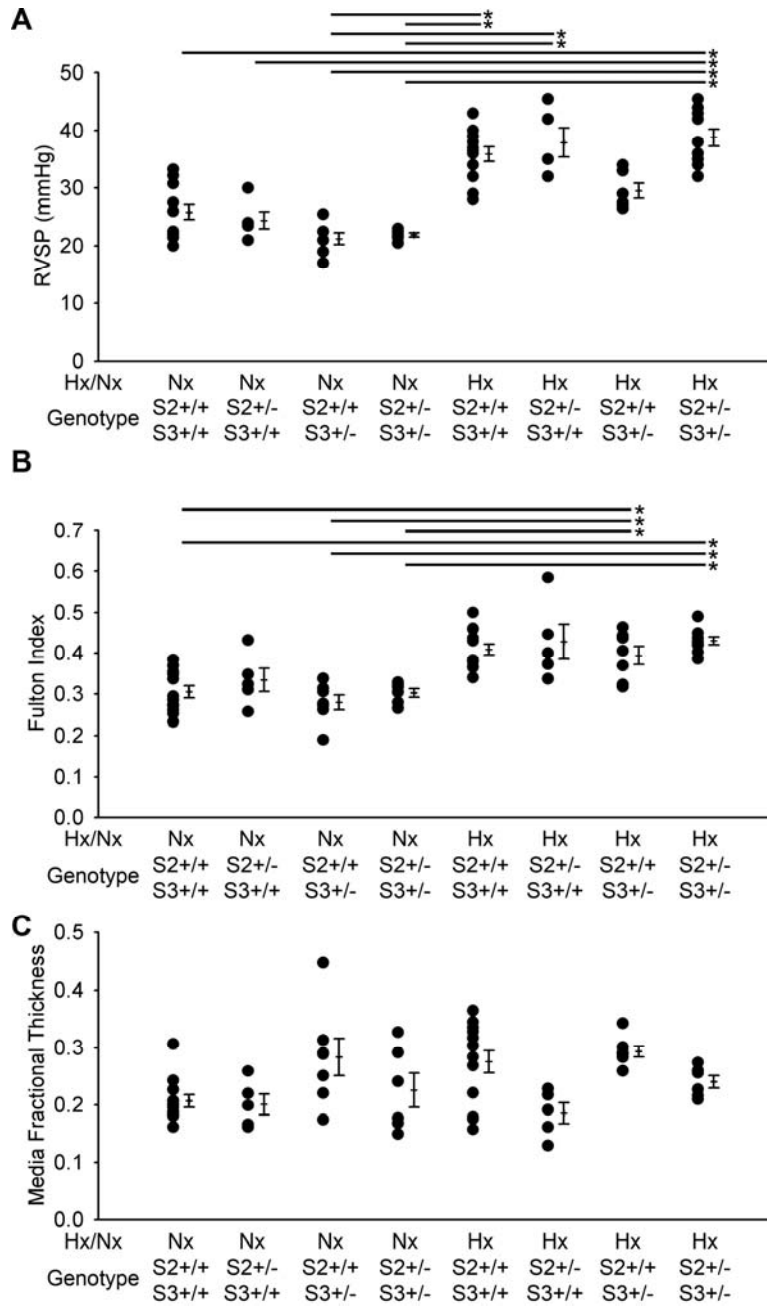 A
*
*
*
*
*
*
*
*
50
40
30
20
10
0
RVSP (mmHg)
Hx/Nx Nx Nx Nx Nx Hx Hx Hx Hx
Genotype S2+/+ S2+/- S2+/+ S2+/- S2+/+ S2+/- S2+/+ S2+/-
S3+/+ S3+/+ S3+/- S3+/- S3+/+ S3+/+ S3+/- S3+/-
B
*
*
*
*
*
*
0.7
0.6
0.5
0.4
0.3
0.2
0.1
0.0
Fulton Index
Hx/Nx Nx Nx Nx Nx Hx Hx Hx Hx
Genotype S2+/+ S2+/- S2+/+ S2+/- S2+/+ S2+/- S2+/+ S2+/-
S3+/+ S3+/+ S3+/- S3+/- S3+/+ S3+/+ S3+/- S3+/-
C
0.5
0.4
0.3
0.2
0.1
0.0
Media Fractional Thickness
Hx/Nx Nx Nx Nx Nx Hx Hx Hx Hx
Genotype S2+/+ S2+/- S2+/+ S2+/- S2+/+ S2+/- S2+/+ S2+/-
S3+/+ S3+/+ S3+/- S3+/- S3+/+ S3+/+ S3+/- S3+/-